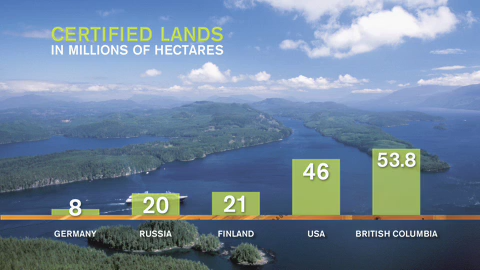 CERTIFIED LANDS
IN MILLIONS OF HECTARES
8
20
21
46
53.8
GERMANY
RUSSIA
FINLAND
USA
BRITISH COLUMBIA